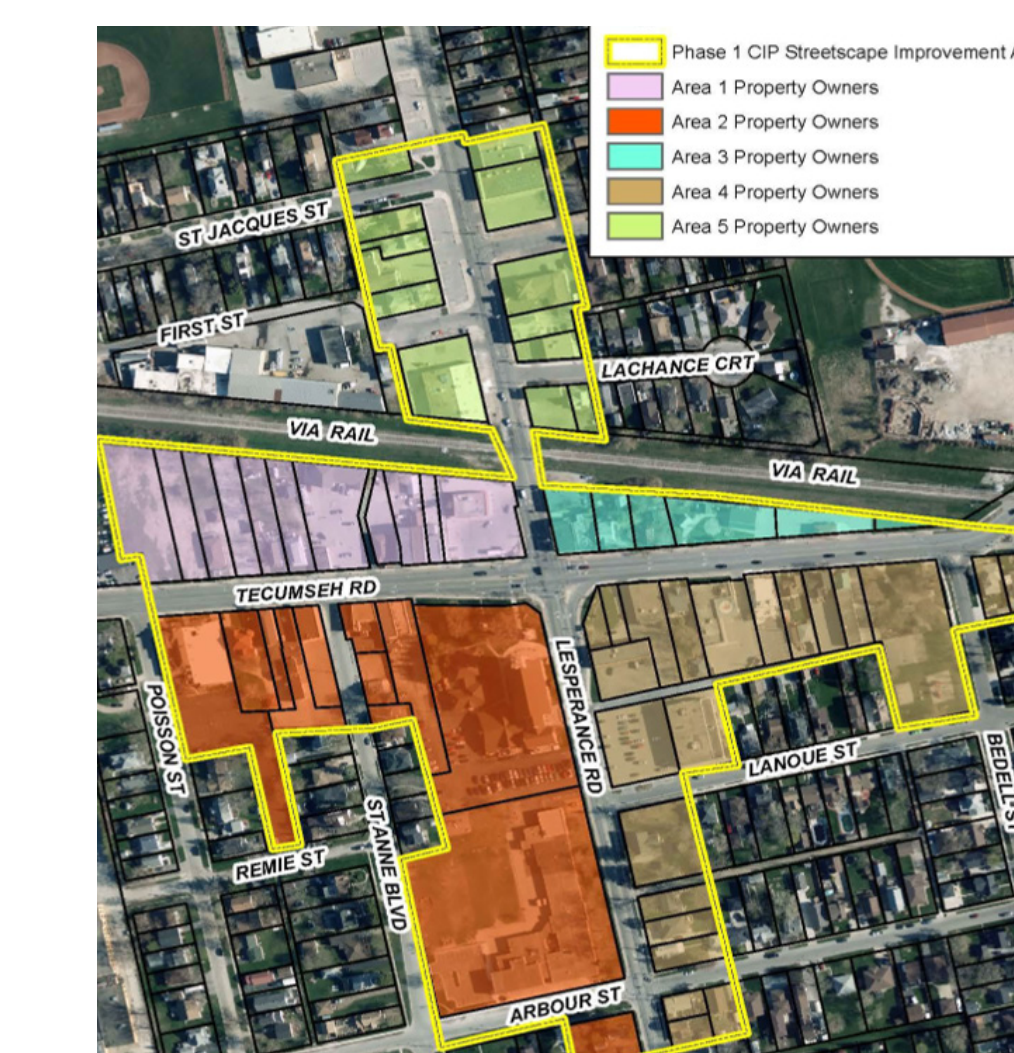 Phase 1 CIP Streetscape Improvement
Area 1 Property Owners
Area 2 Property Owners
Area 3 Property Owners
Area 4 Property Owners
Area 5 Property Owners
ST JACQUES ST
FIRST ST
LACHANCE CRT
VIA RAIL
VIA RAIL
TECUMSEH RD
LESPERANCE RD
POISSON ST
LANOUE ST
BEDELL ST
ST ANNE BLVD
REMIE ST
ARBOUR ST